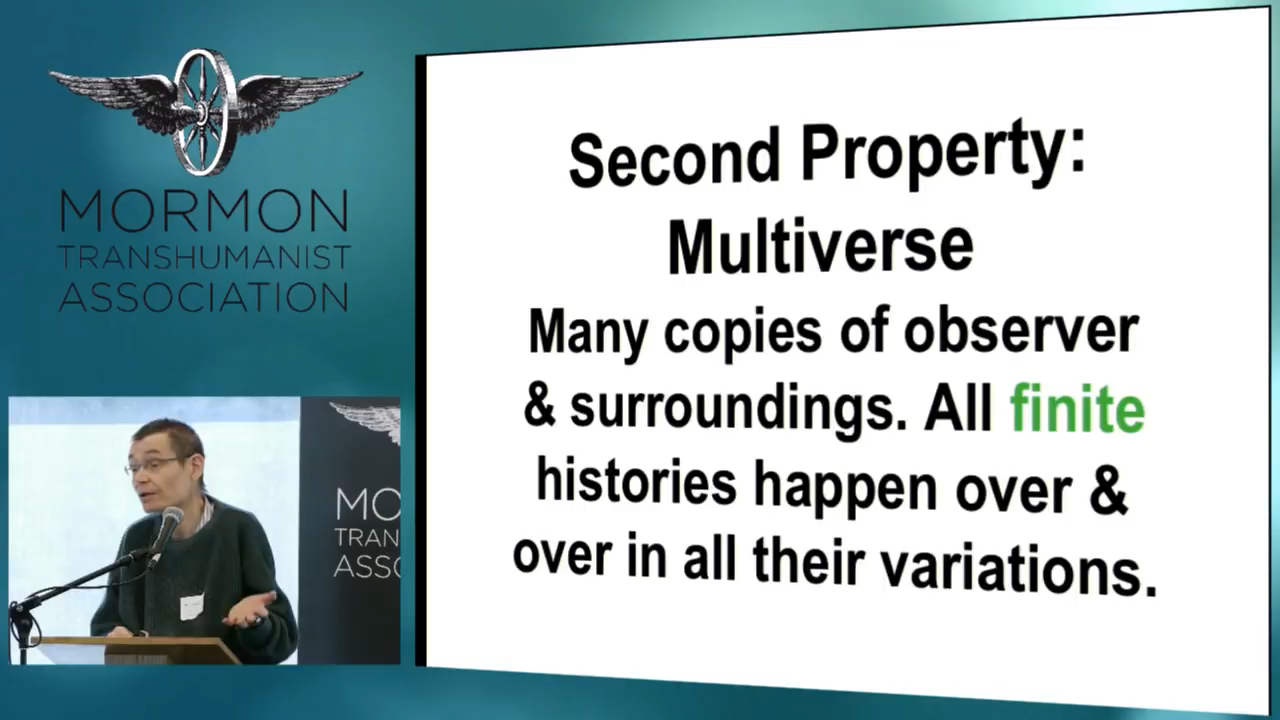 MORMON
TRANSHUMANIST
ASSOCIATION
Second Property:
Multiverse
Many copies of observer
& surroundings. All finite
histories happen over &
over in all their variations.
MO
TRAN
ASSO